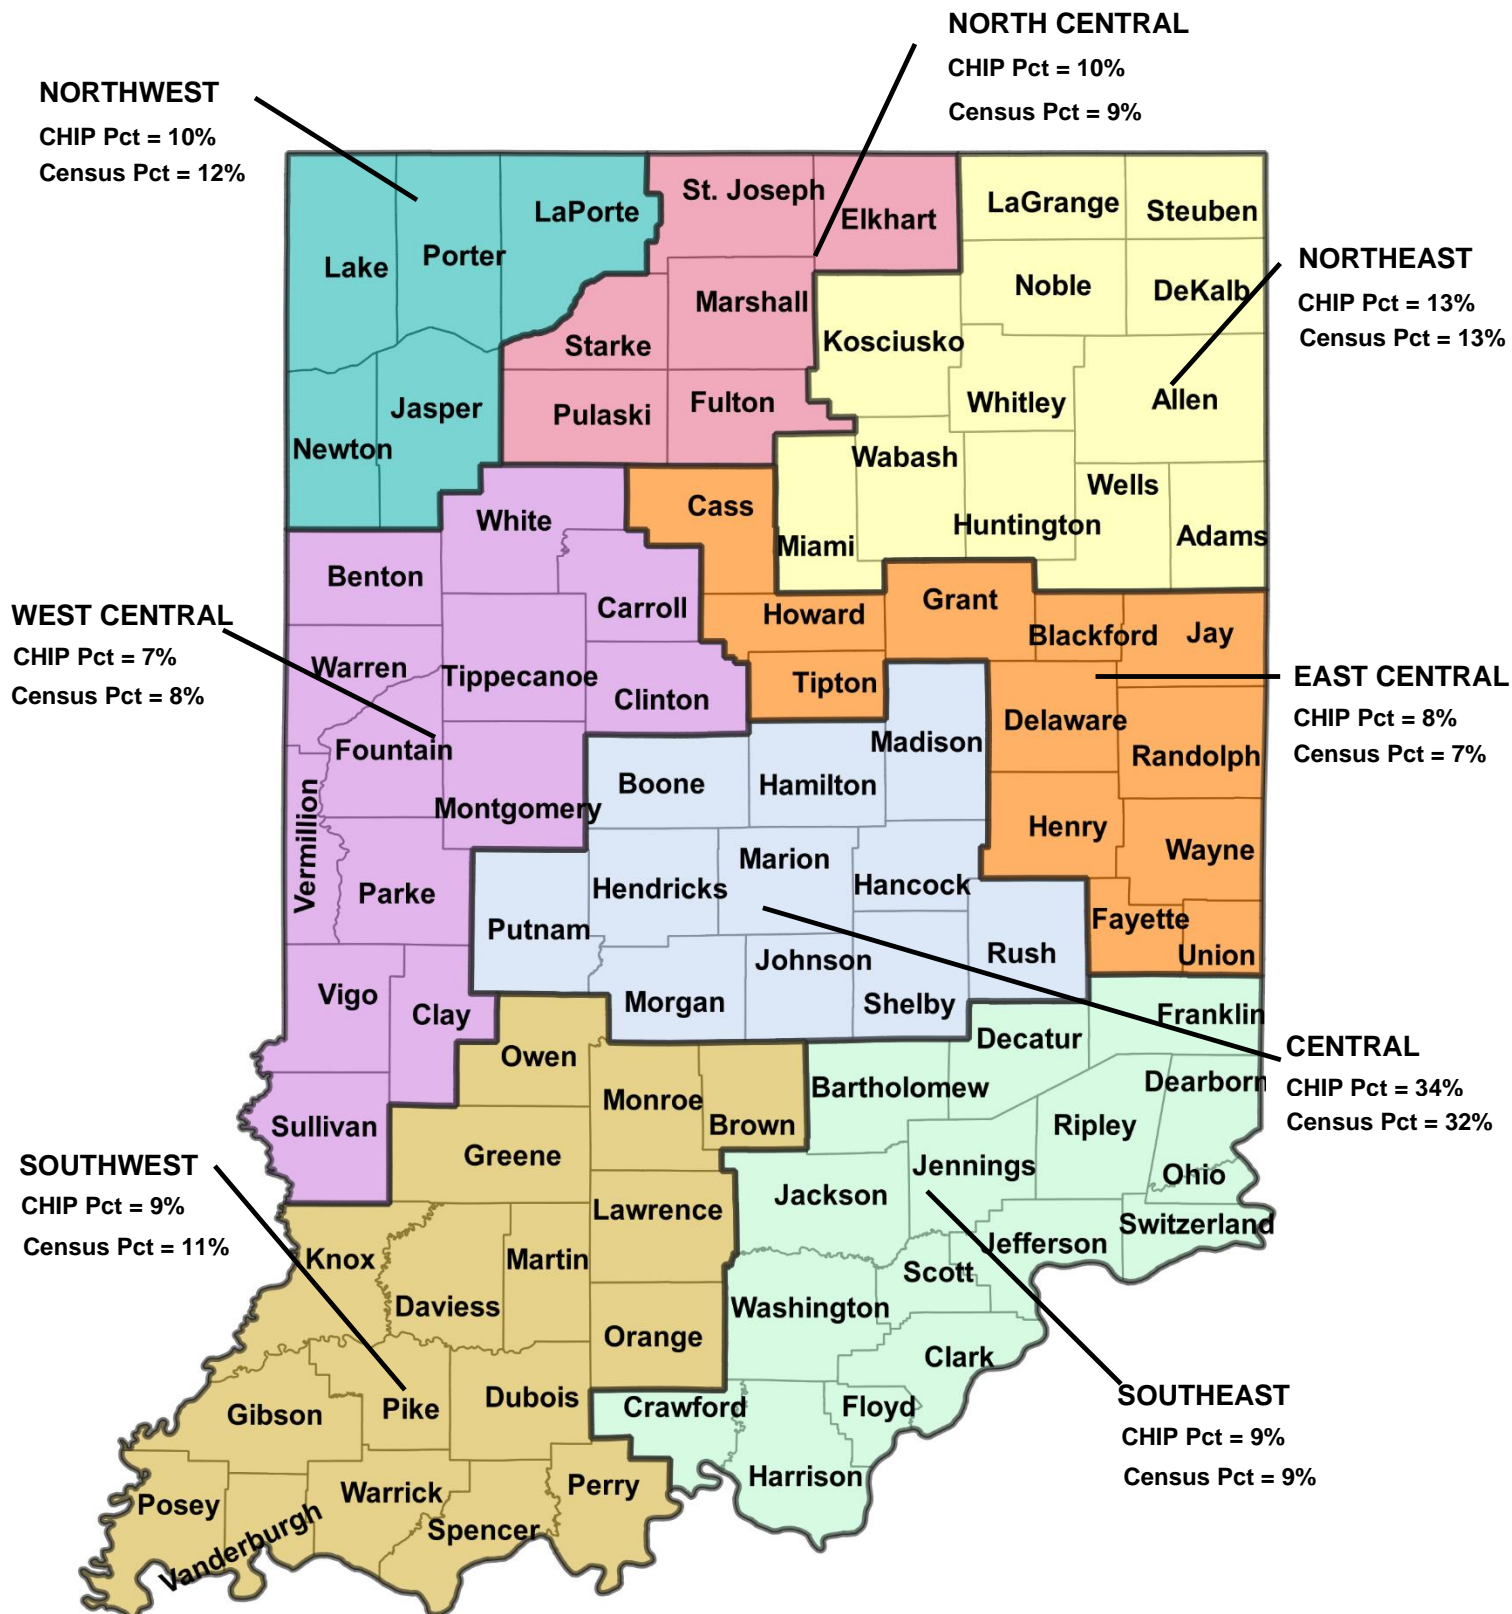 NORTH CENTRAL
CHIP Pct = 10%
Census Pct = 9%
NORTHWEST
CHIP Pct = 10%
Census Pct = 12%
NORTHEAST
CHIP Pct = 13%
Census Pct = 13%
WEST CENTRAL
CHIP Pct = 7%
Census Pct = 8%
EAST CENTRAL
CHIP Pct = 8%
Census Pct = 7%
CENTRAL
CHIP Pct = 34%
Census Pct = 32%
SOUTHWEST
CHIP Pct = 9%
Census Pct = 11%
SOUTHEAST
CHIP Pct = 9%
Census Pct = 9%
Lake
Porter
LaPorte
Newton
Jasper
St. Joseph
Elkhart
Marshall
Starke
Pulaski
Fulton
LaGrange
Steuben
Noble
DeKalb
Kosciusko
Whitley
Allen
Wabash
Huntington
Wells
Adams
Miami
White
Benton
Carroll
Warren
Tippecanoe
Clinton
Fountain
Montgomery
Vermillion
Parke
Vigo
Clay
Sullivan
Cass
Howard
Grant
Blackford
Jay
Tipton
Delaware
Randolph
Henry
Wayne
Fayette
Union
Madison
Boone
Hamilton
Hendricks
Marion
Hancock
Putnam
Morgan
Johnson
Shelby
Rush
Owen
Monroe
Brown
Greene
Lawrence
Knox
Daviess
Martin
Orange
Gibson
Pike
Dubois
Posey
Vanderburgh
Warrick
Spencer
Perry
Franklin
Decatur
Bartholomew
Dearborn
Ripley
Jennings
Ohio
Jackson
Switzerland
Jefferson
Scott
Washington
Clark
Crawford
Floyd
Harrison